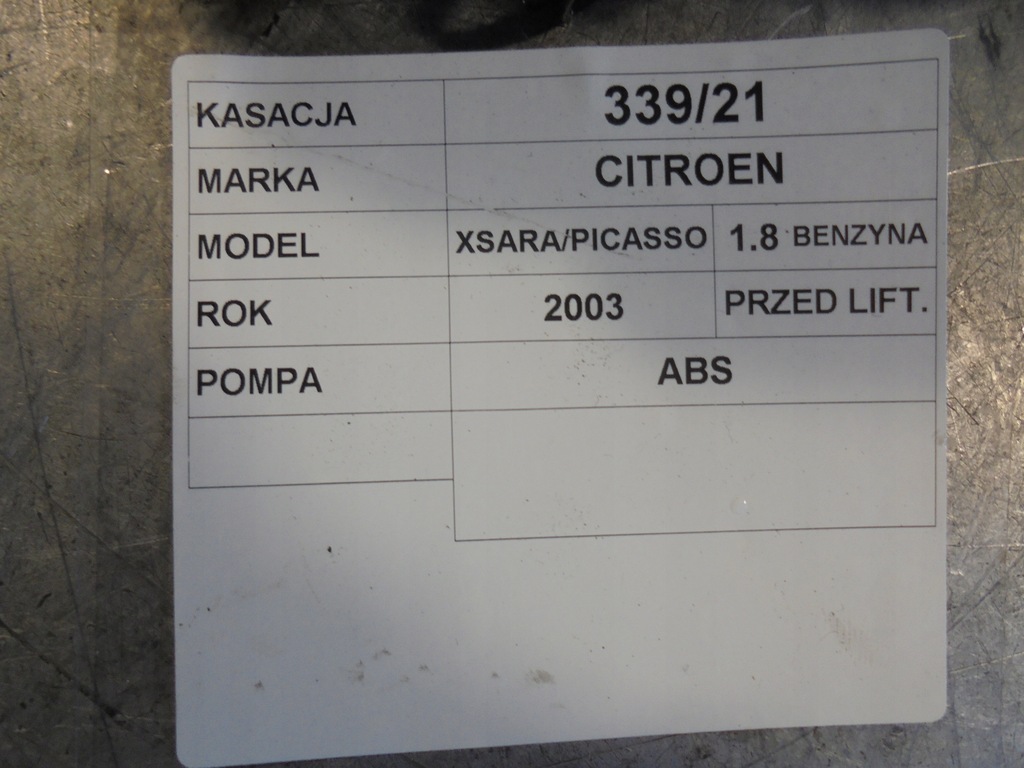 KASACJA 339/21
MARKA CITROEN
MODEL XSARA/PICASSO 1.8 BENZYNA
ROK 2003 PRZED LIFT.
POMPA ABS